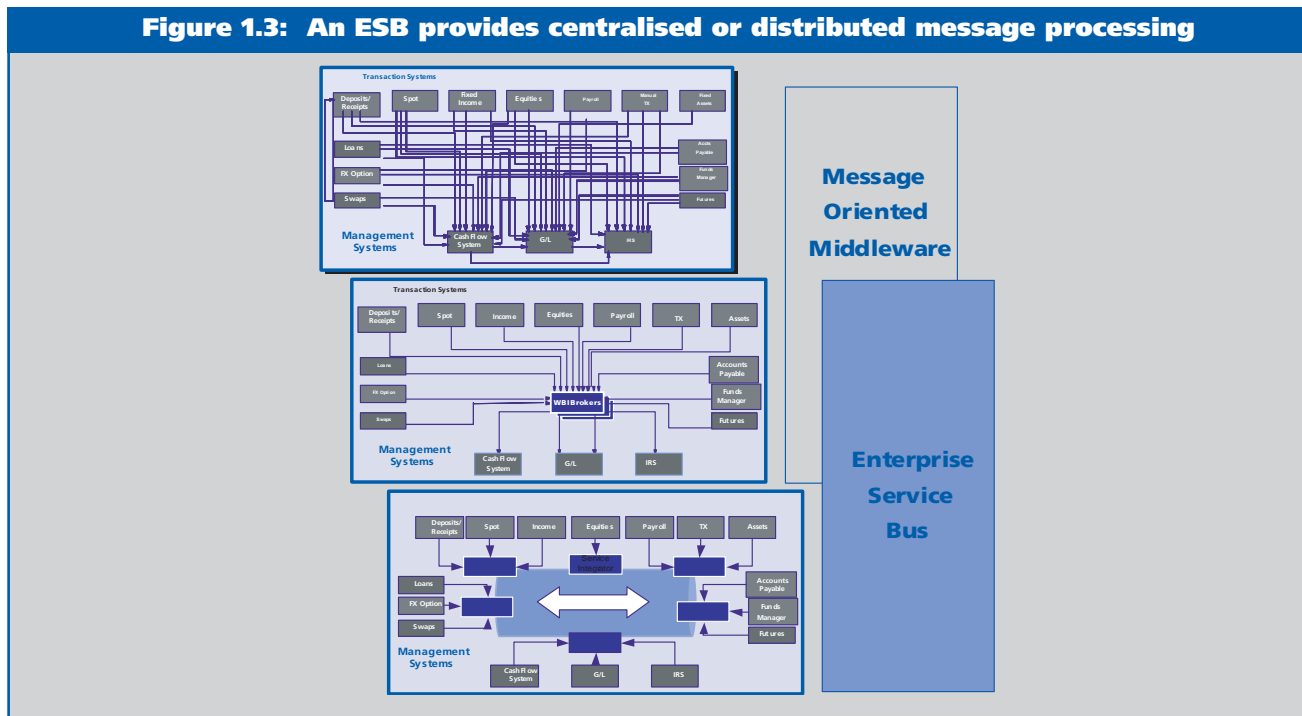 Figure 1.3: An ESB provides centralised or distributed message processing
Transaction Systems
Deposits/
Receipts
Spot
Fixed
Income
Equities
Payroll
Manual
TX
Fixed
Assets
Loans
Accts
Payable
FX Option
Funds
Manager
Swaps
Futures
Management
Systems
Cash Flow
System
G/L
IRS
Message
Oriented
Middleware
Transaction Systems
Deposits/
Receipts
Spot
Income
Equities
Payroll
TX
Assets
Loans
Accounts
Payable
FX Option
WBI Brokers
Funds
Manager
Swaps
Futures
Management
Systems
Cash Flow
System
G/L
IRS
Enterprise
Service
Bus
Deposits/
Receipts
Spot
Income
Equities
Payroll
TX
Assets
Service
Integrator
Loans
Accounts
Payable
FX Option
Funds
Manager
Swaps
Futures
Management
Systems
Cash Flow
System
G/L
IRS